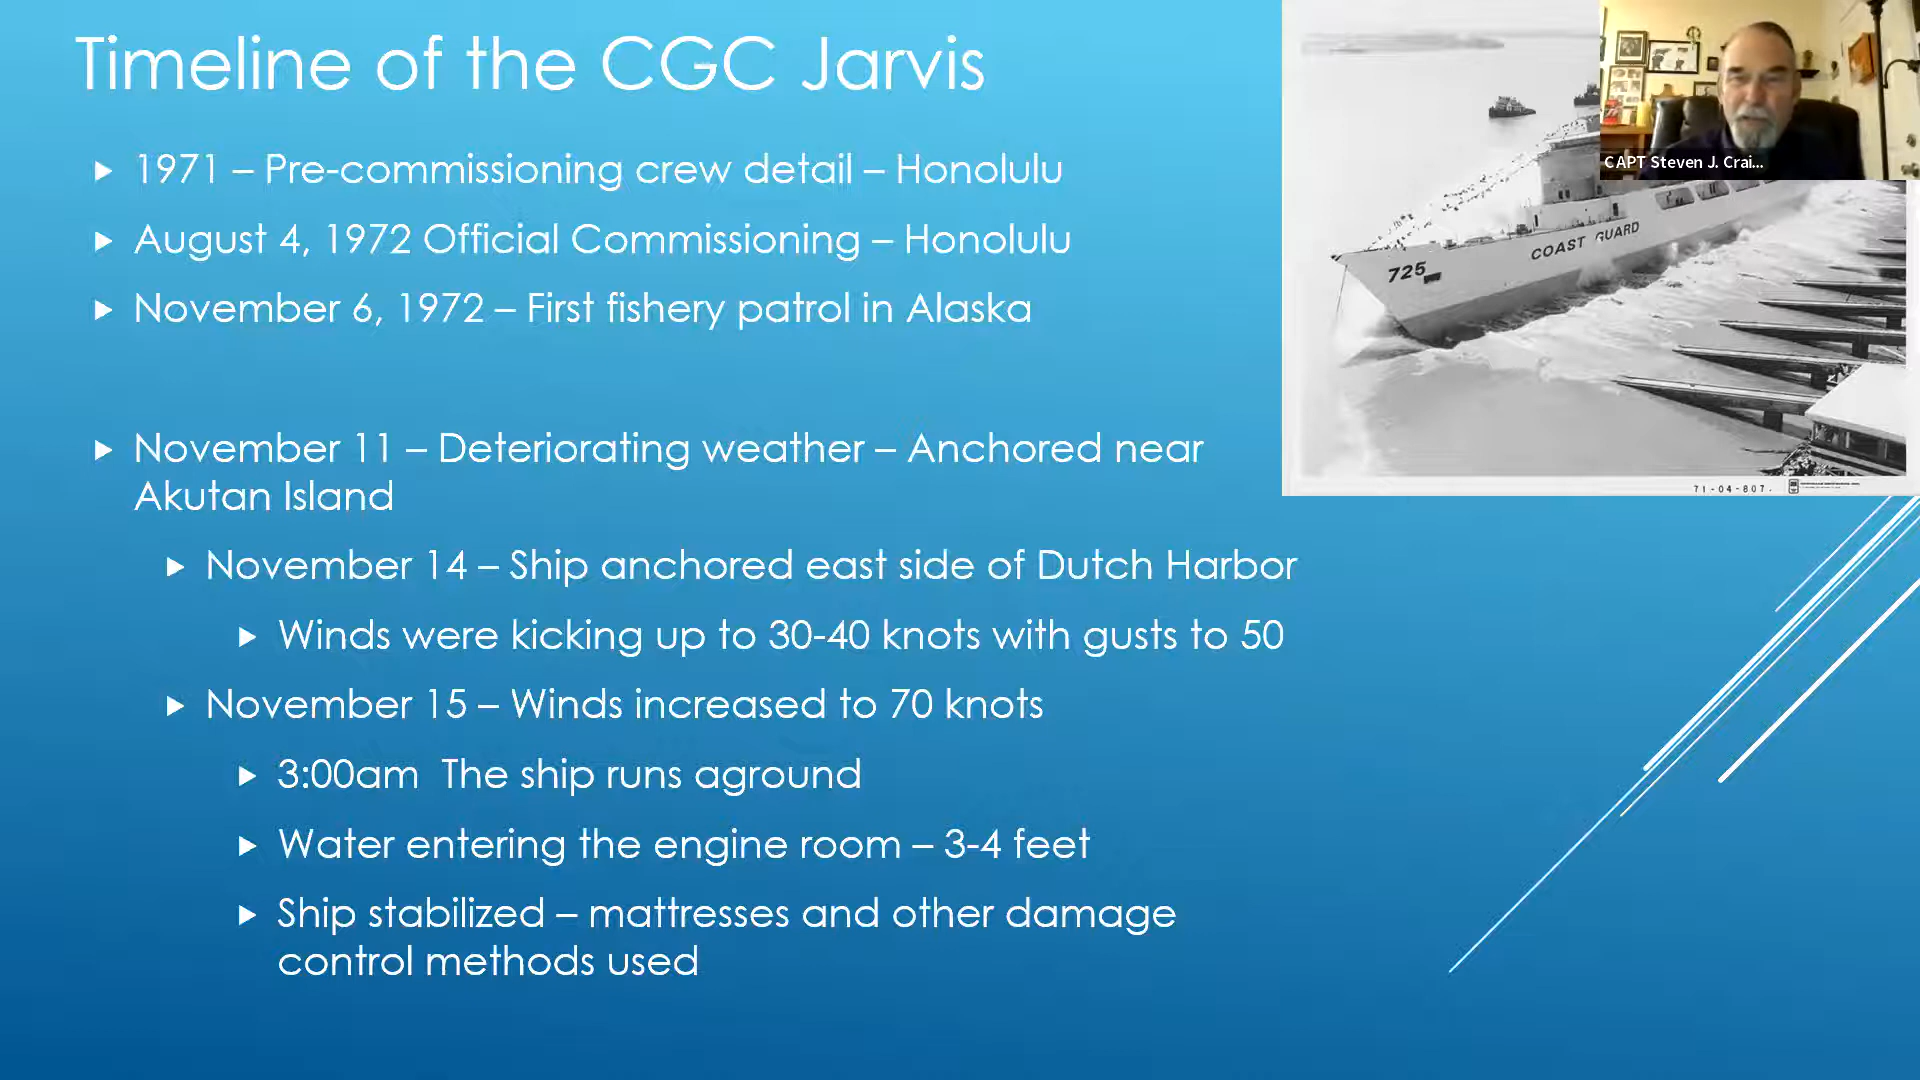 Timeline of the CGC Jarvis
1971 – Pre-commissioning crew detail – Honolulu
August 4, 1972 Official Commissioning – Honolulu
November 6, 1972 – First fishery patrol in Alaska
November 11 – Deteriorating weather – Anchored near
Akutan Island
November 14 – Ship anchored east side of Dutch Harbor
Winds were kicking up to 30-40 knots with gusts to 50
November 15 – Winds increased to 70 knots
3:00am  The ship runs aground
Water entering the engine room – 3-4 feet
Ship stabilized – mattresses and other damage
control methods used
CAPT Steven J. Crai...
COAST GUARD
725
71-04-807.